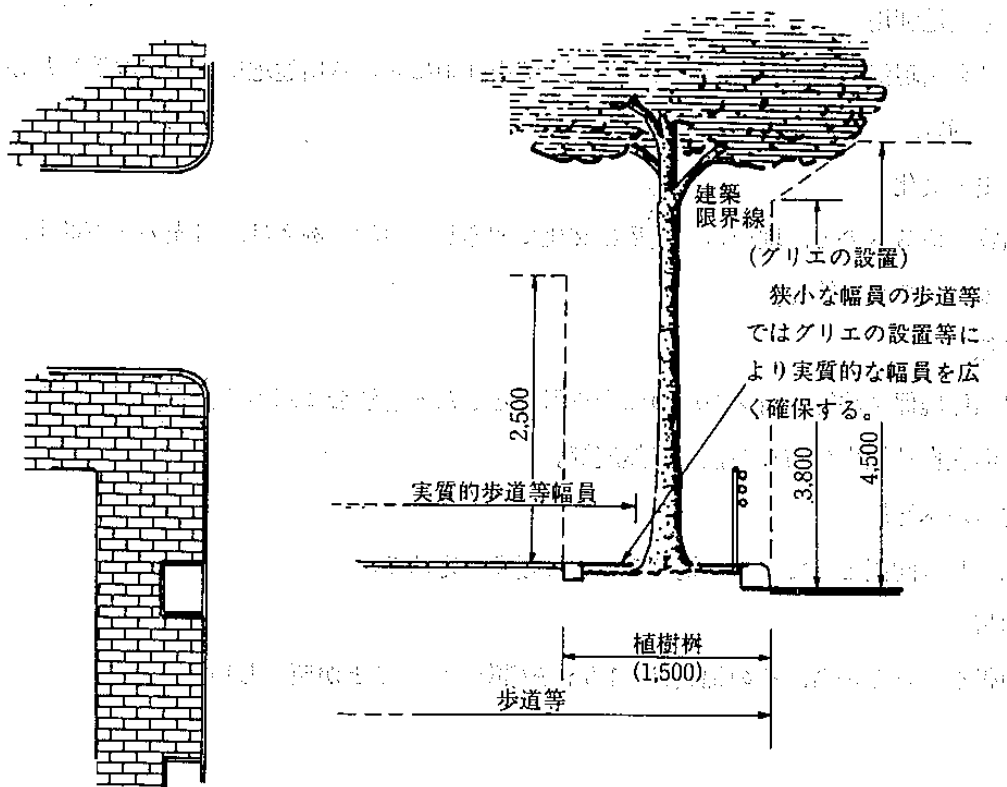 建築
限界線
(グリエの設置)
狭小な幅員の歩道等
ではグリエの設置等に
より実質的な幅員を広
く確保する。
2,500
3.800
4,500
実質的歩道等幅員
植樹桝
(1,500)
歩道等